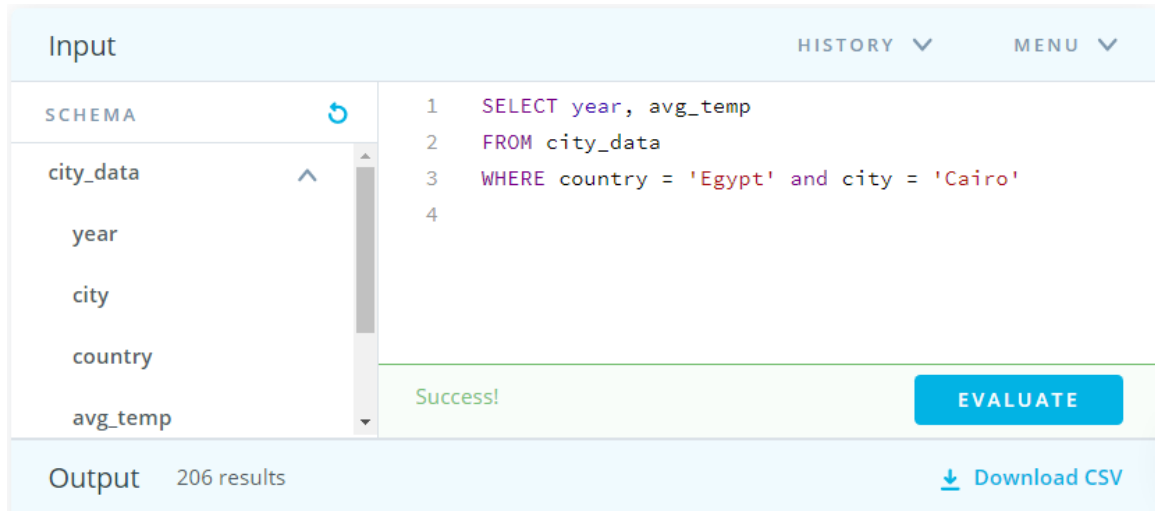 Input
HISTORY
MENU
SCHEMA
city_data
year
city
country
avg_temp
1 SELECT year, avg_temp
2 FROM city_data
3 WHERE country = 'Egypt' and city = 'Cairo'
4
Success!
EVALUATE
Output 206 results
Download CSV